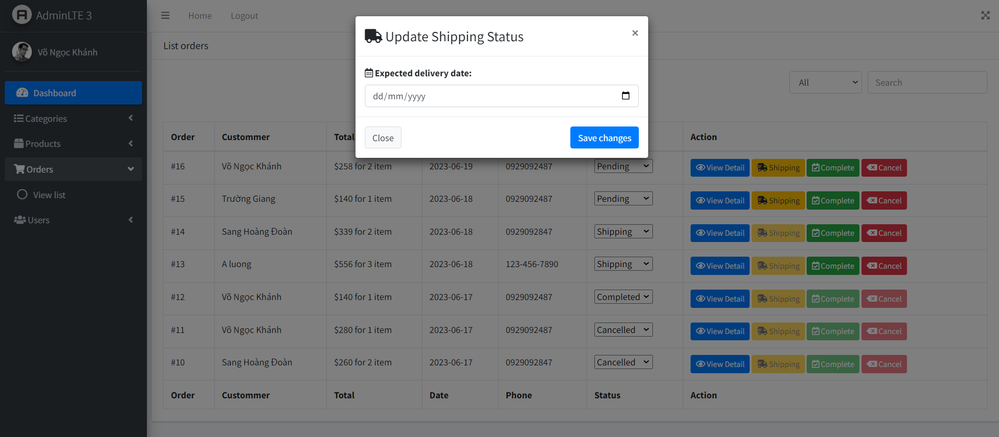 AdminLTE 3
Home Logout
Võ Ngọc Khánh
Dashboard
Categories
Products
Orders
View list
Users
List orders
Update Shipping Status ×
Expected delivery date:
dd/mm/yyyy
Close Save changes
All Search
Order Custommer Total Action
#16 Võ Ngọc Khánh $258 for 2 item 2023-06-19 0929092487 Pending View Detail Shipping Complete Cancel
#15 Trường Giang $140 for 1 item 2023-06-18 0929092487 Pending View Detail Shipping Complete Cancel
#14 Sang Hoàng Đoàn $339 for 2 item 2023-06-18 0929092847 Shipping View Detail Shipping Complete Cancel
#13 A luong $556 for 3 item 2023-06-18 123-456-7890 Shipping View Detail Shipping Complete Cancel
#12 Võ Ngọc Khánh $140 for 1 item 2023-06-17 0929092487 Completed View Detail Shipping Complete Cancel
#11 Võ Ngọc Khánh $280 for 1 item 2023-06-17 0929092487 Cancelled View Detail Shipping Complete Cancel
#10 Sang Hoàng Đoàn $260 for 2 item 2023-06-17 0929092847 Cancelled View Detail Shipping Complete Cancel
Order Custommer Total Date Phone Status Action